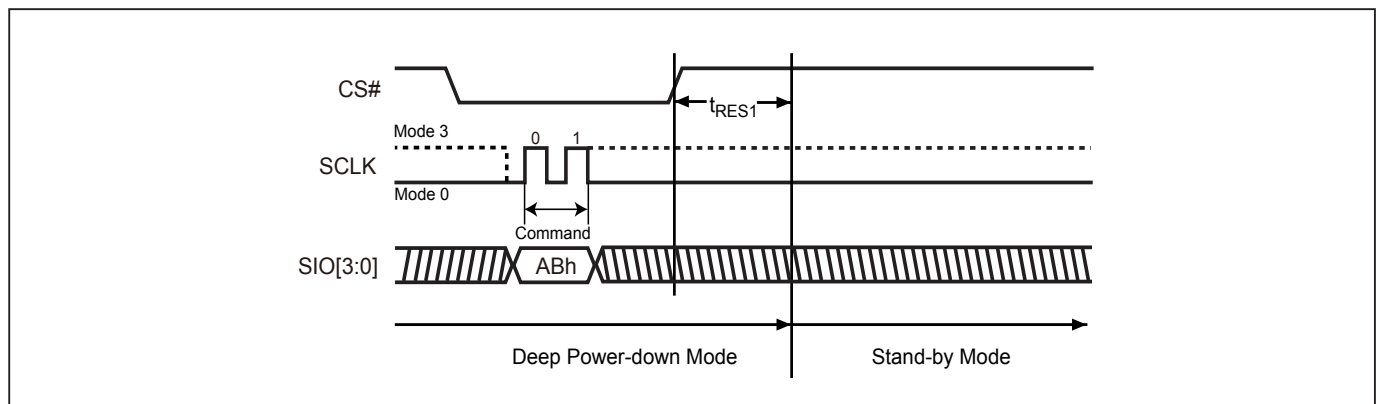 CS#
tRES1
Mode 3
0 1
SCLK
Mode 0
Command
SIO[3:0]
ABh
Deep Power-down Mode
Stand-by Mode